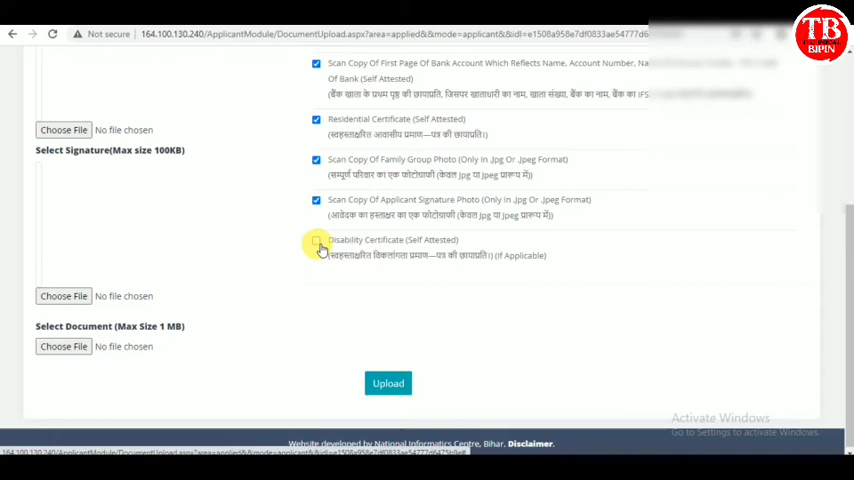 Not secure 164.100.130.240/ApplicantModule/DocumentUpload.aspx?area=applied&&mode=applicant&&idl=e1508a958e7df0833ae54777d6
TB
BIPIN
Scan Copy Of First Page Of Bank Account Which Reflects Name, Account Number, Na
Of Bank (Self Attested)
(बैंक खाता के प्रथम पृष्ठ की छायाप्रति, जिसपर खाताधारी का नाम, खाता संख्या, बैंक का नाम, बैंक का IFS
Choose File No file chosen
Residential Certificate (Self Attested)
(स्वहस्ताक्षरित आवासीय प्रमाण—पत्र की छायाप्रति।)
Select Signature(Max size 100KB)
Scan Copy Of Family Group Photo (Only In .Jpg Or .Jpeg Format)
(सम्पूर्ण परिवार का एक फोटोग्राफी (केवल Jpg या Jpeg प्रारूप में))
Scan Copy Of Applicant Signature Photo (Only In .Jpg Or .Jpeg Format)
(आवेदक का हस्ताक्षर का एक फोटोग्राफी (केवल Jpg या Jpeg प्रारूप में))
Disability Certificate (Self Attested)
(स्वहस्ताक्षरित विकलांगता प्रमाण—पत्र की छायाप्रति।) (If Applicable)
Choose File No file chosen
Select Document (Max Size 1 MB)
Choose File No file chosen
Upload
Activate Windows
Go to Settings to activate Windows.
Website developed by National Informatics Centre, Bihar. Disclaimer.
164.100.130.240/ApplicantModule/DocumentUpload.aspx?area=applied&&mode=applicant&&idl=e1508a958e7df0833ae54777d6475b9e#